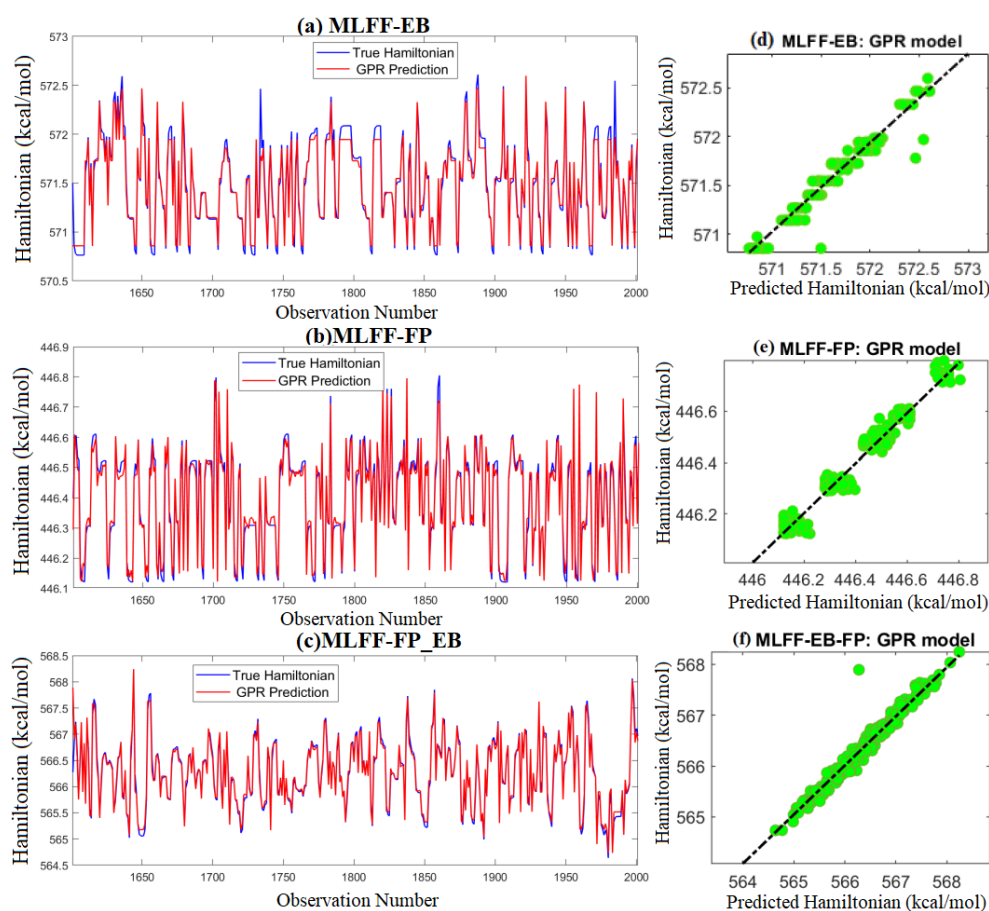 (a) MLFF-EB
573
572.5
572
571.5
571
570.5
Hamiltonian (kcal/mol)
True Hamiltonian
GPR Prediction
1650 1700 1750 1800 1850 1900 1950 2000
Observation Number
(d) MLFF-EB: GPR model
572.5
572
571.5
571
Hamiltonian (kcal/mol)
571 571.5 572 572.5 573
Predicted Hamiltonian (kcal/mol)
(b)MLFF-FP
446.9
446.8
446.7
446.6
446.5
446.4
446.3
446.2
446.1
Hamiltonian (kcal/mol)
True Hamiltonian
GPR Prediction
1650 1700 1750 1800 1850 1900 1950 2000
Observation Number
(e) MLFF-FP: GPR model
446.6
446.4
446.2
Hamiltonian (kcal/mol)
446 446.2 446.4 446.6 446.8
Predicted Hamiltonian (kcal/mol)
(c)MLFF-FP_EB
568.5
568
567.5
567
566.5
566
565.5
565
564.5
Hamiltonian (kcal/mol)
True Hamiltonian
GPR Prediction
1650 1700 1750 1800 1850 1900 1950 2000
Observation Number
(f) MLFF-EB-FP: GPR model
568
567
566
565
Hamiltonian (kcal/mol)
564 565 566 567 568
Predicted Hamiltonian (kcal/mol)